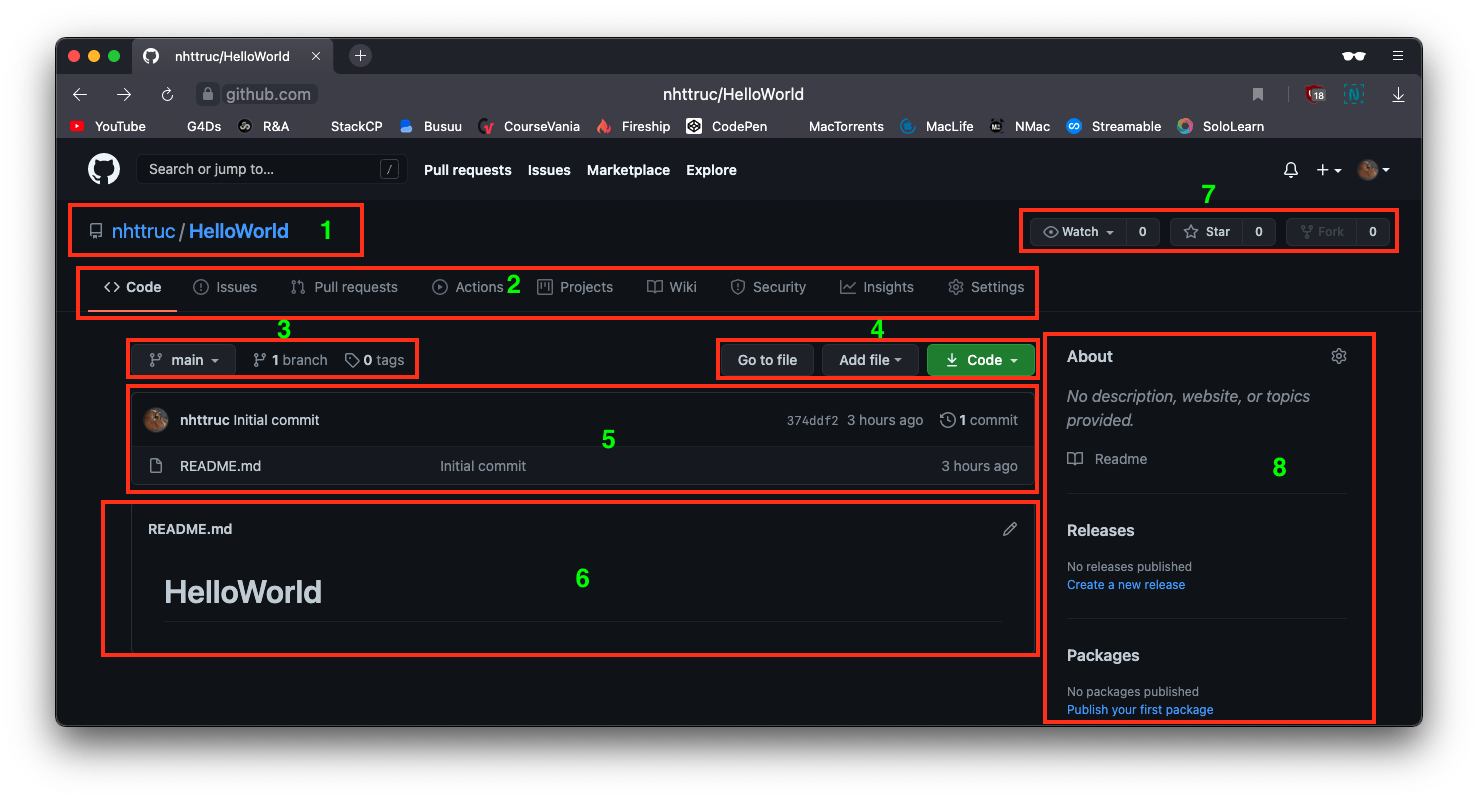 nhttruc/HelloWorld
github.com
nhttruc/HelloWorld
18
N
YouTube G4Ds R&A StackCP Busuu CourseVania Fireship CodePen MacTorrents MacLife NMac Streamable SoloLearn
Search or jump to... / Pull requests Issues Marketplace Explore
7
nhttruc / HelloWorld 1
Watch 0 Star 0 Fork 0
Code Issues Pull requests Actions 2 Projects Wiki Security Insights Settings
3
4
main 1 branch 0 tags
Go to file Add file Code
nhttruc Initial commit 374ddf2 3 hours ago 1 commit
5
README.md Initial commit 3 hours ago
README.md
HelloWorld 6
About
No description, website, or topics
provided.
Readme 8
Releases
No releases published
Create a new release
Packages
No packages published
Publish your first package